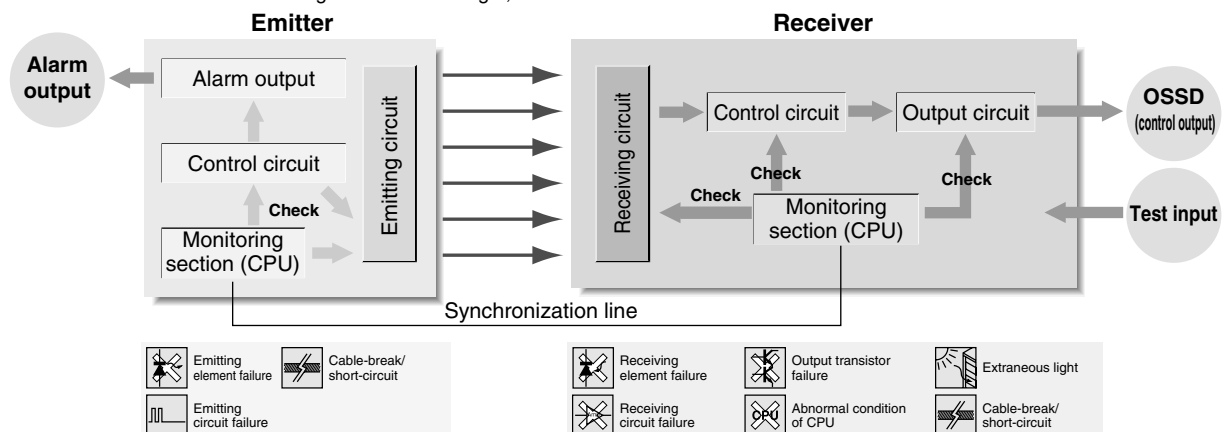 Emitter
Receiver
Alarm
output
Alarm output
Control circuit
Check
Monitoring
section (CPU)
Emitting circuit
Receiving circuit
Control circuit
Output circuit
OSSD
(control output)
Check
Check
Check
Monitoring
section (CPU)
Test input
Synchronization line
Emitting
element failure
Cable-break/
short-circuit
Emitting
circuit failure
Receiving
element failure
Output transistor
failure
Extraneous light
Receiving
circuit failure
CPU
Abnormal condition
of CPU
Cable-break/
short-circuit